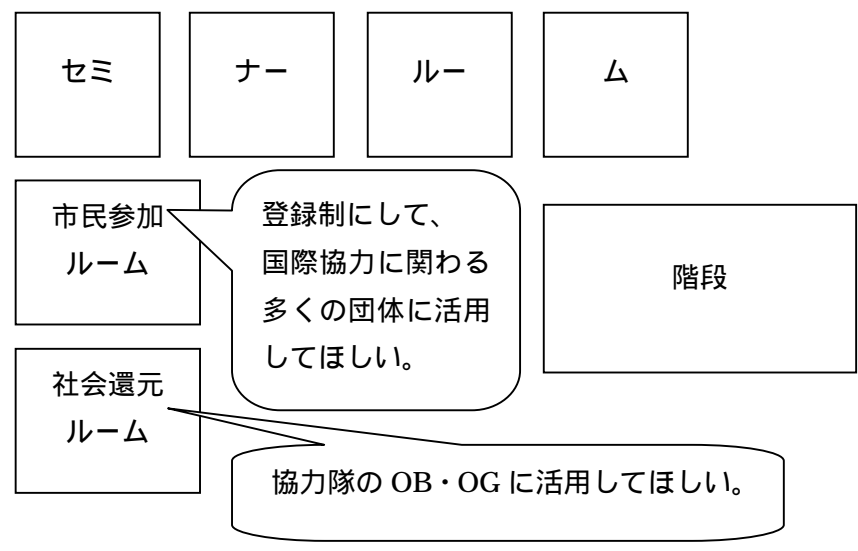 セミ
ナー
ルー
ム
市民参加
ルーム
登録制にして、
国際協力に関わる
多くの団体に活用
してほしい。
階段
社会還元
ルーム
協力隊の OB・OG に活用してほしい。